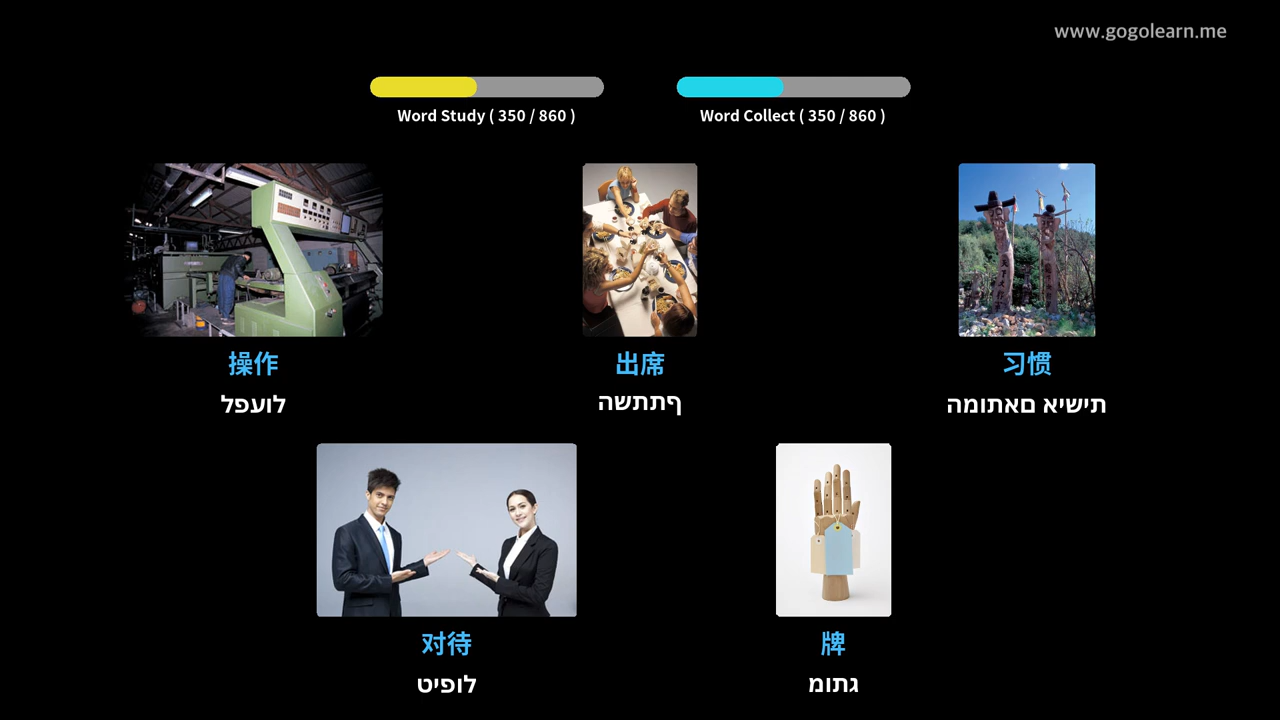 www.gogolearn.me
Word Study ( 350 / 860 )
Word Collect ( 350 / 860 )
操作
לועפל
出席
ףתתשה
习惯
תישיא םאתומה
对待
לופיט
牌
גתומ